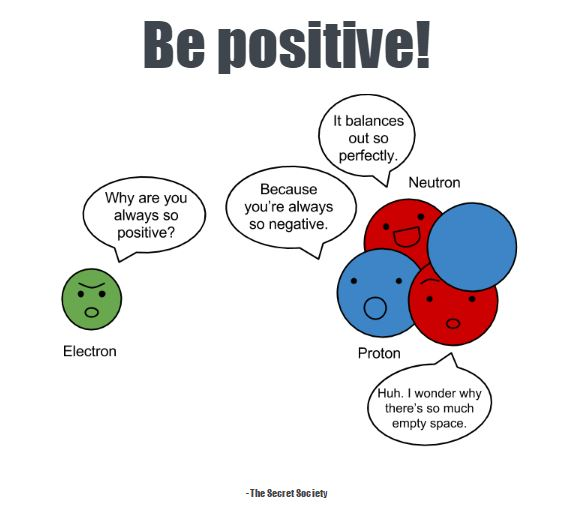 Be positive!
It balances
out so
perfectly.
Neutron
Because
you're always
so negative.
Why are you
always so
positive?
Electron
Proton
Huh. I wonder why
there's so much
empty space.
-The Secret Society